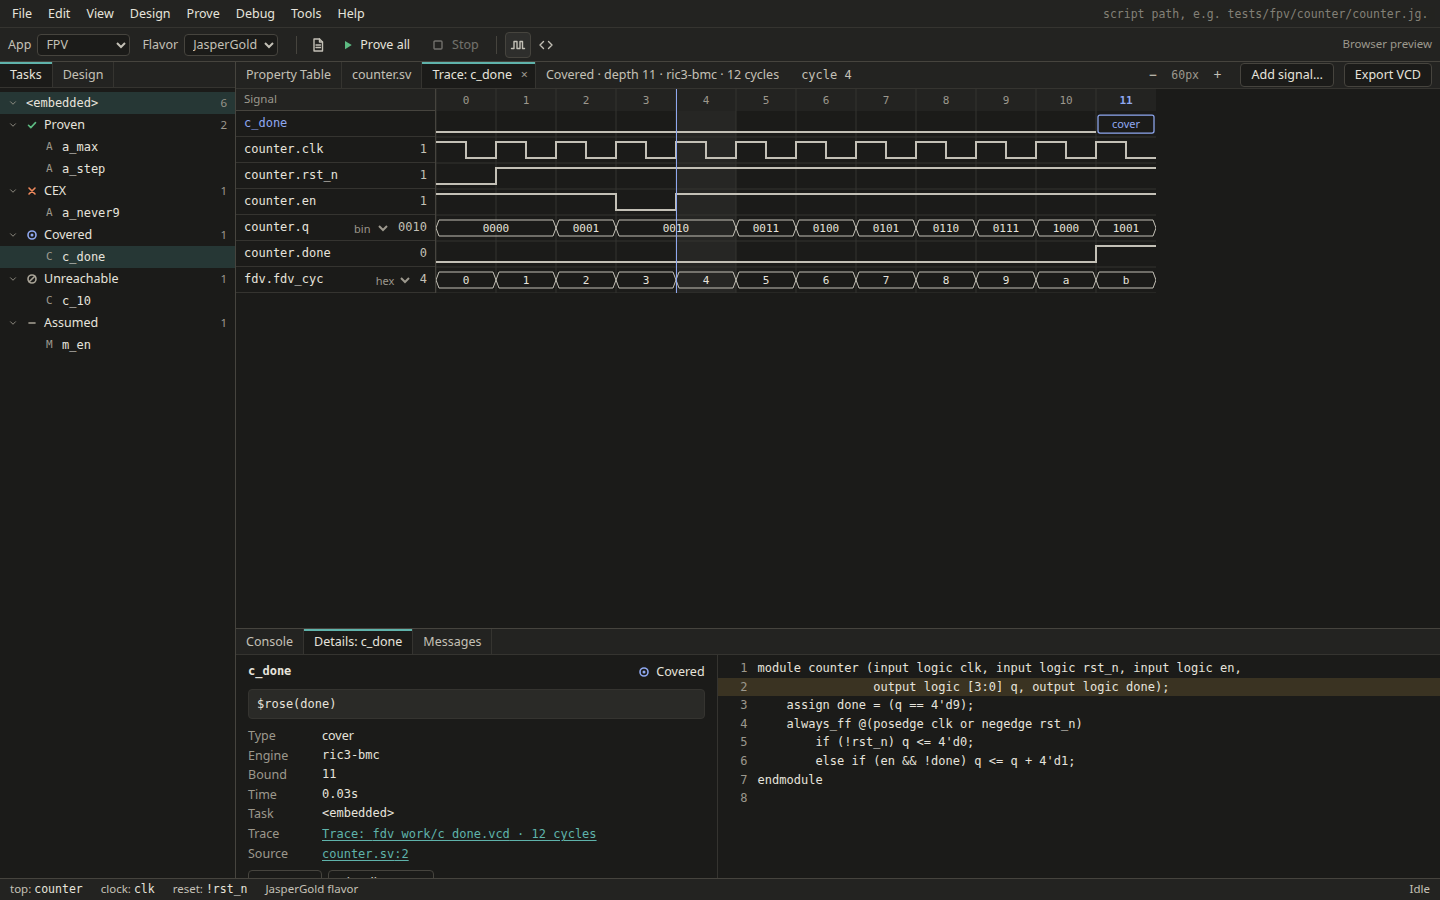 File Edit View Design Prove Debug Tools Help script path, e.g. tests/fpv/counter/counter.jg.
App FPV Flavor JasperGold Prove all Stop Browser preview
Tasks Design Property Table counter.sv Trace: c_done × Covered · depth 11 · ric3-bmc · 12 cycles cycle 4 − 60px + Add signal... Export VCD
<embedded> 6
Proven 2
A a_max
A a_step
CEX 1
A a_never9
Covered 1
C c_done
Unreachable 1
C c_10
Assumed 1
M m_en
Signal 0 1 2 3 4 5 6 7 8 9 10 11
c_done cover
counter.clk 1
counter.rst_n 1
counter.en 1
counter.q bin 0010 0000 0001 0010 0011 0100 0101 0110 0111 1000 1001
counter.done 0
fdv.fdv_cyc hex 4 0 1 2 3 4 5 6 7 8 9 a b
Console Details: c_done Messages
c_done Covered
$rose(done)
Type cover
Engine ric3-bmc
Bound 11
Time 0.03s
Task <embedded>
Trace Trace: fdv_work/c_done.vcd · 12 cycles
Source counter.sv:2
1 module counter (input logic clk, input logic rst_n, input logic en,
2 output logic [3:0] q, output logic done);
3 assign done = (q == 4'd9);
4 always_ff @(posedge clk or negedge rst_n)
5 if (!rst_n) q <= 4'd0;
6 else if (en && !done) q <= q + 4'd1;
7 endmodule
8
top: counter clock: clk reset: !rst_n JasperGold flavor Idle